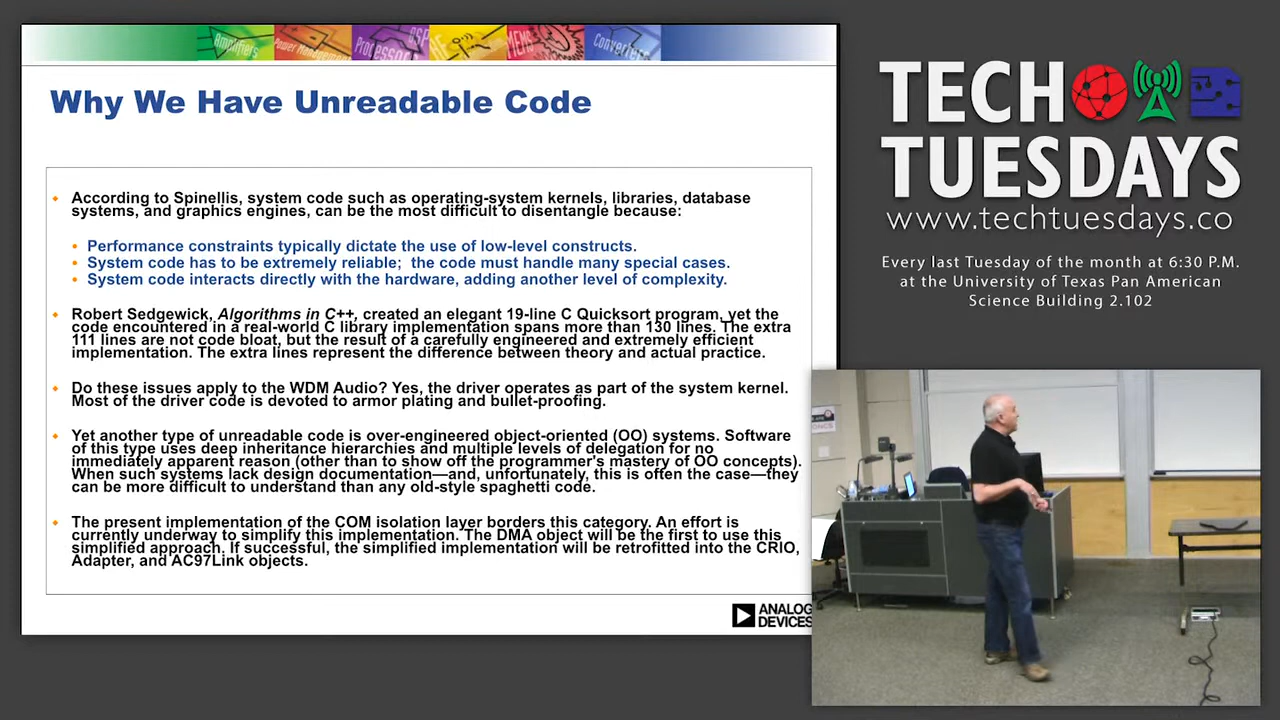 Amplifiers
Power Management
Processors
DSP
MEMS
Converters
Why We Have Unreadable Code
According to Spinellis, system code such as operating-system kernels, libraries, database
systems, and graphics engines, can be the most difficult to disentangle because:
Performance constraints typically dictate the use of low-level constructs.
System code has to be extremely reliable; the code must handle many special cases.
System code interacts directly with the hardware, adding another level of complexity.
Robert Sedgewick, Algorithms in C++, created an elegant 19-line C Quicksort program, yet the
code encountered in a real-world C library implementation spans more than 130 lines. The extra
111 lines are not code bloat, but the result of a carefully engineered and extremely efficient
implementation. The extra lines represent the difference between theory and actual practice.
Do these issues apply to the WDM Audio? Yes, the driver operates as part of the system kernel.
Most of the driver code is devoted to armor plating and bullet-proofing.
Yet another type of unreadable code is over-engineered object-oriented (OO) systems. Software
of this type uses deep inheritance hierarchies and multiple levels of delegation for no
immediately apparent reason (other than to show off the programmer's mastery of OO concepts).
When such systems lack design documentation—and, unfortunately, this is often the case—they
can be more difficult to understand than any old-style spaghetti code.
The present implementation of the COM isolation layer borders this category. An effort is
currently underway to simplify this implementation. The DMA object will be the first to use this
simplified approach. If successful, the simplified implementation will be retrofitted into the CRIO,
Adapter, and AC97Link objects.
ANALOG
DEVICES
TECH
TUESDAYS
www.techtuesdays.co
Every last Tuesday of the month at 6:30 P.M.
at the University of Texas Pan American
Science Building 2.102